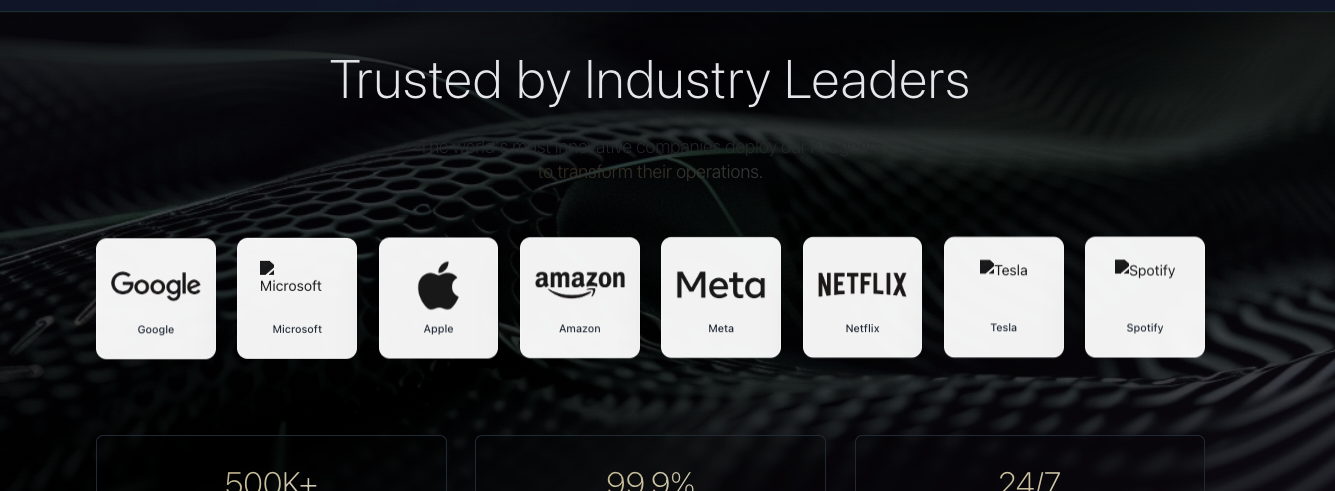 Trusted by Industry Leaders
The world's most innovative companies deploy our
to transform their operations.
Google
Microsoft
amazon
Meta
NETFLIX
Tesla
Spotify
Google
Microsoft
Apple
Amazon
Meta
Netflix
Tesla
Spotify
500K+
99.9%
24/7